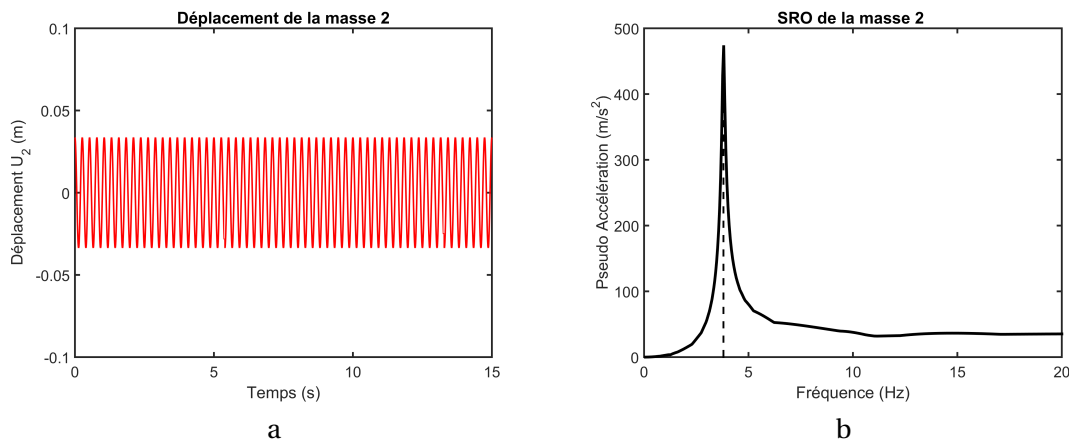 Déplacement de la masse 2
0.1
0.05
0
-0.05
-0.1
Déplacement U2 (m)
0 5 10 15
Temps (s)
a
SRO de la masse 2
500
400
300
200
100
0
Pseudo Accélération (m/s2)
0 5 10 15 20
Fréquence (Hz)
b